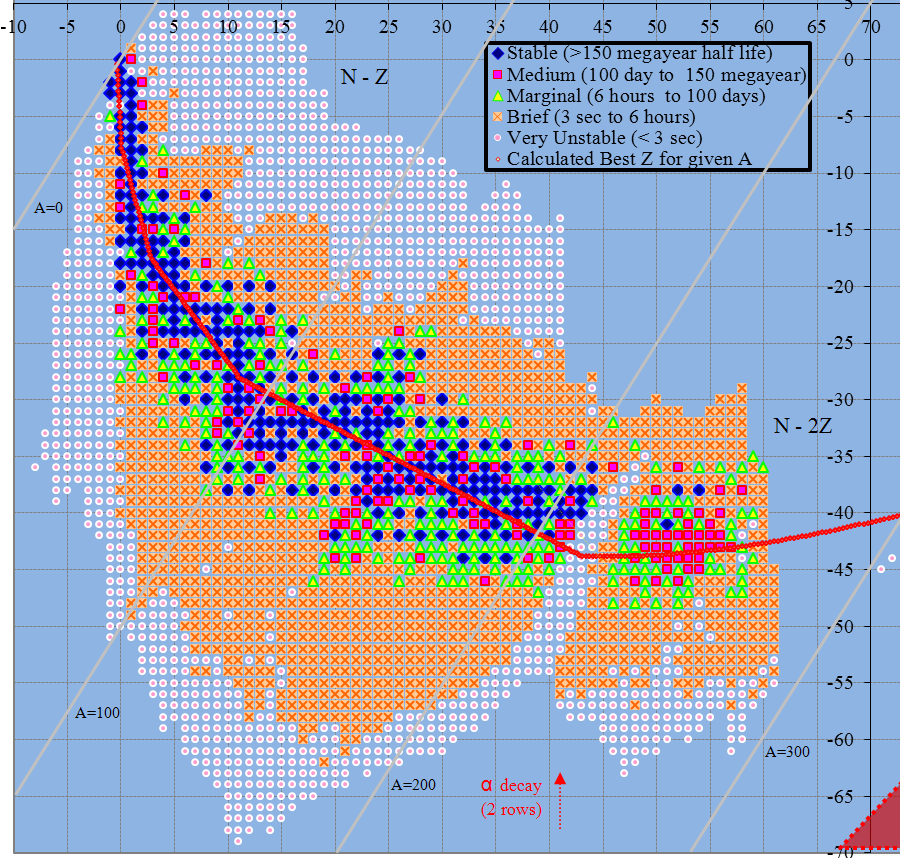 -10 -5 0 5 10 15 20 25 30 35 40 45 50 55 60 65 70
5
0
-5
-10
-15
-20
-25
-30
-35
-40
-45
-50
-55
-60
-65
-70
N - Z
Stable (>150 megayear half life)
Medium (100 day to 150 megayear)
Marginal (6 hours to 100 days)
Brief (3 sec to 6 hours)
Very Unstable (< 3 sec)
Calculated Best Z for given A
A=0
N - 2Z
A=100
A=300
A=200
α decay
(2 rows)